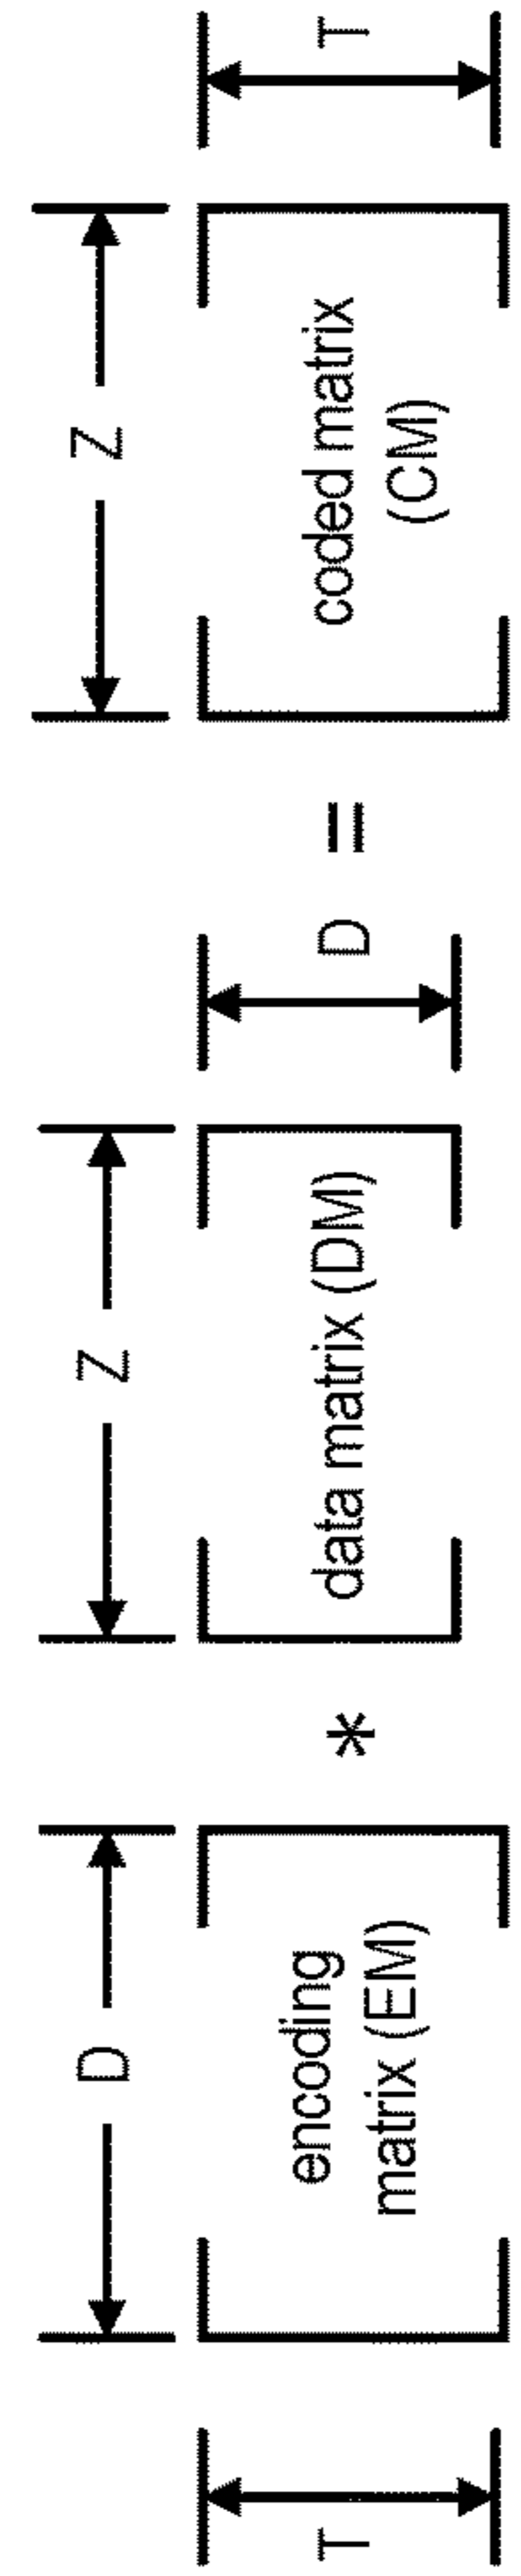 T
D
encoding
matrix (EM)
*
Z
data matrix (DM)
D
=
Z
coded matrix
(CM)
T